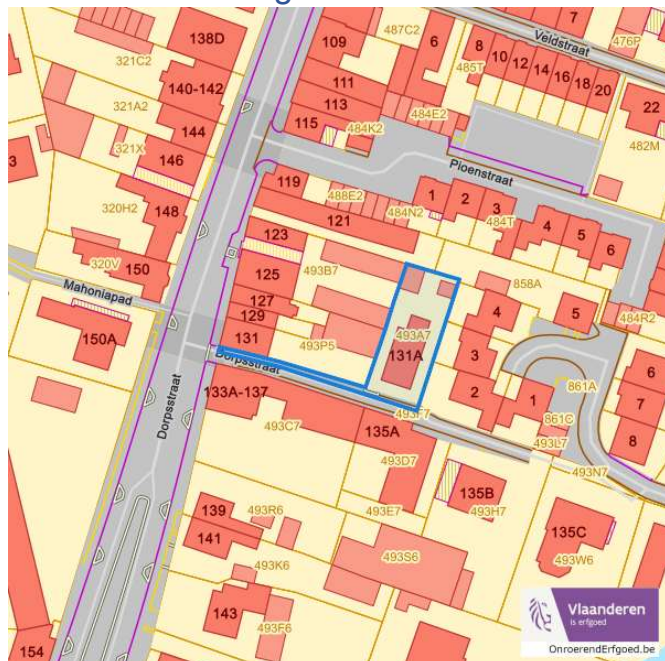 138D
109
487C2
6
7
Veldstraat
476P
321C2
140-142
111
8
485T
10
12
14
16
18
20
321A2
113
22
144
115
484K2
484E2
482M
321X
3
146
Pioenstraat
119
488E2
1
2
3
320H2
148
121
484N2
484T
4
5
6
123
320V
150
125
493B7
858A
Mahoniapad
127
493A7
4
5
484R2
129
150A
131
493P5
131A
3
Dorpsstraat
6
2
1
861A
133A-137
493F7
861C
7
Dorpsstraat
493C7
135A
493L7
8
493D7
493N7
135B
139
493R6
493E7
493H7
135C
141
493S6
493W6
493K6
143
493F6
154
Vlaanderen
is erfgoed
OnroerendErfgoed.be